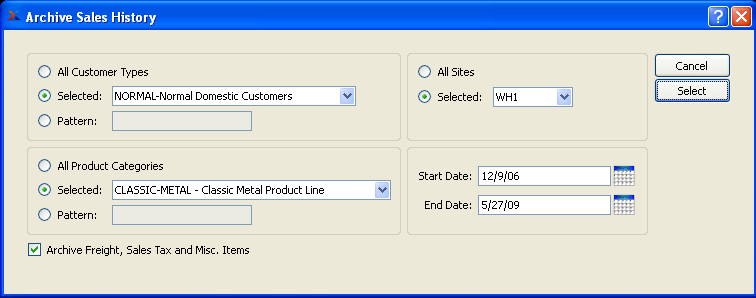 Archive Sales History
All Customer Types
Selected: NORMAL-Normal Domestic Customers
Pattern:
All Sites
Selected: WH1
Cancel
Select
All Product Categories
Selected: CLASSIC-METAL - Classic Metal Product Line
Pattern:
Start Date: 12/9/06
End Date: 5/27/09
Archive Freight, Sales Tax and Misc. Items